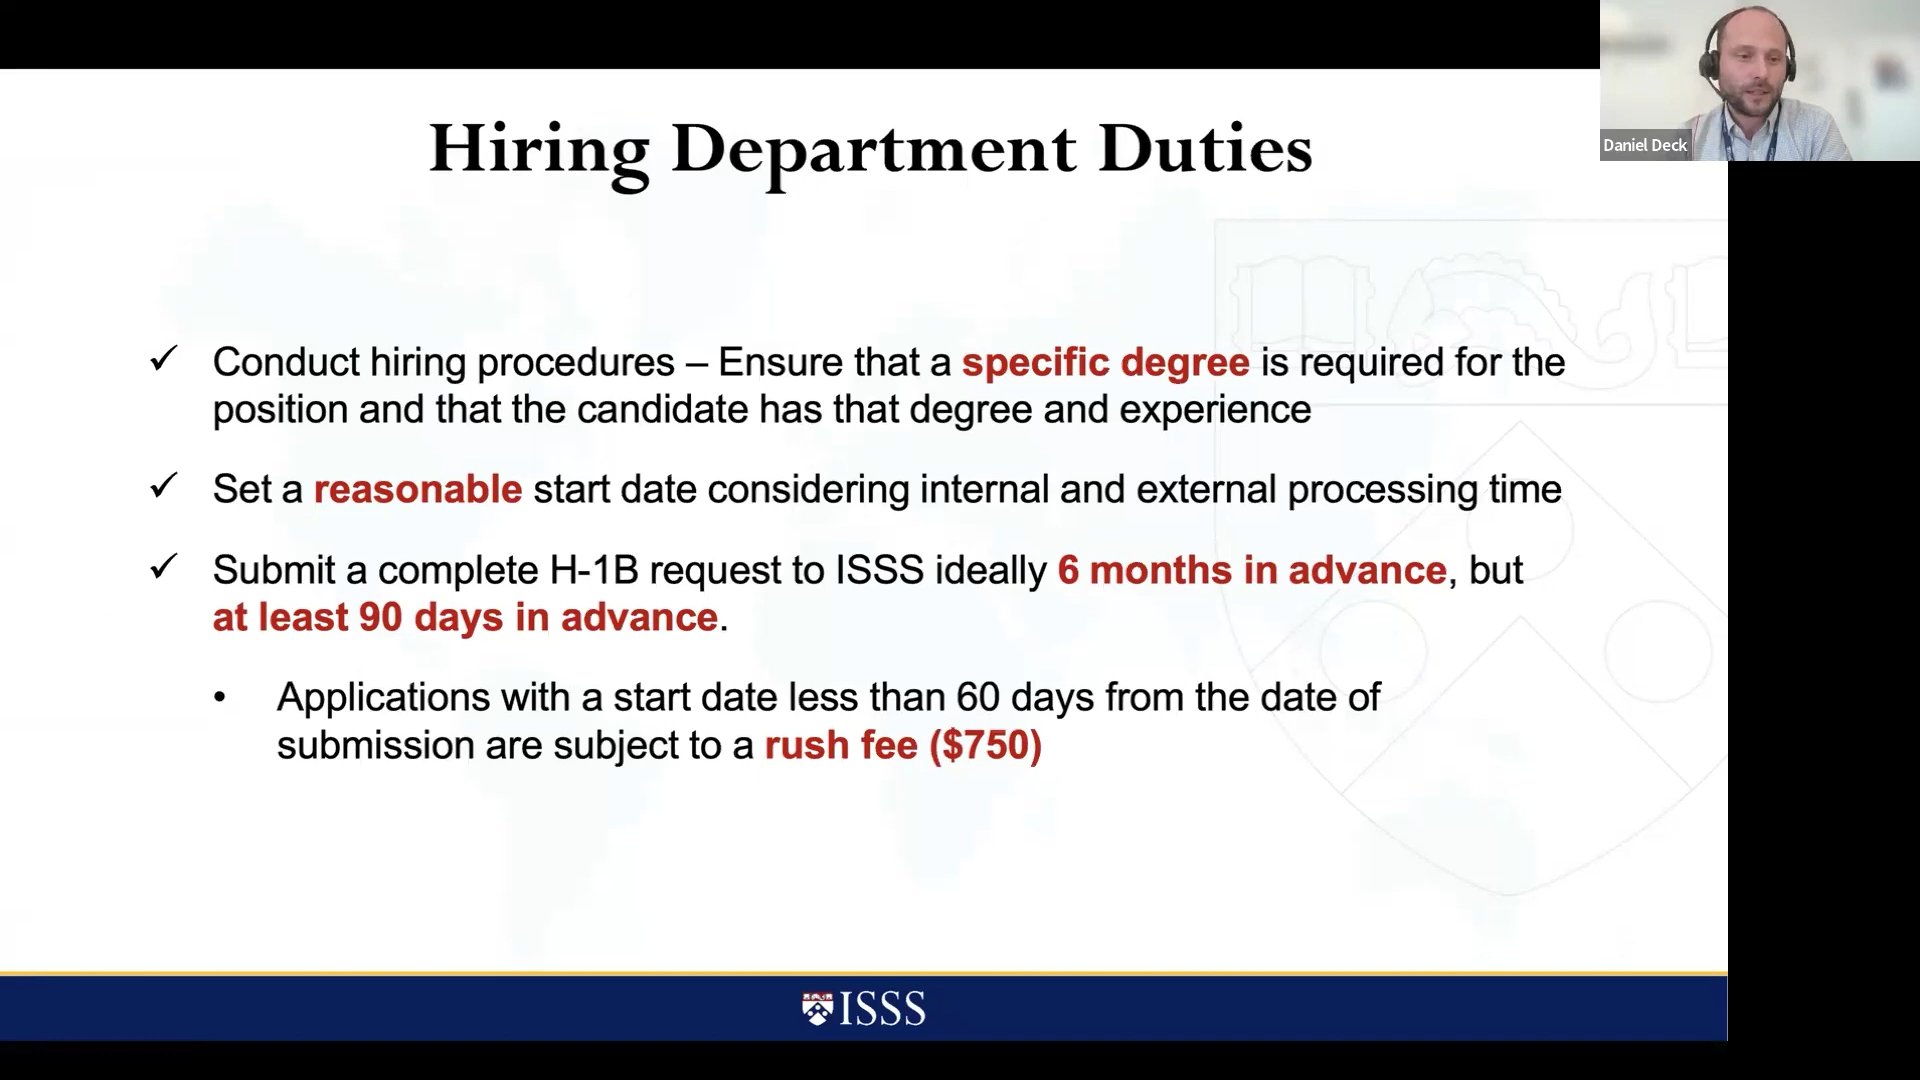 Daniel Deck
Hiring Department Duties
✓ Conduct hiring procedures – Ensure that a specific degree is required for the
position and that the candidate has that degree and experience
✓ Set a reasonable start date considering internal and external processing time
✓ Submit a complete H-1B request to ISSS ideally 6 months in advance, but
at least 90 days in advance.
• Applications with a start date less than 60 days from the date of
submission are subject to a rush fee ($750)
ISSS